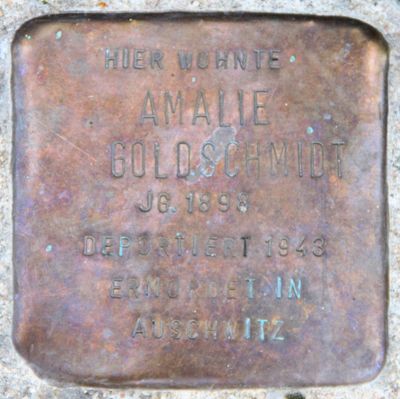 HIER WOHNTE
AMALIE
GOLDSCHMIDT
JG. 1898
DEPORTIERT 1943
ERMORDET IN
AUSCHWITZ